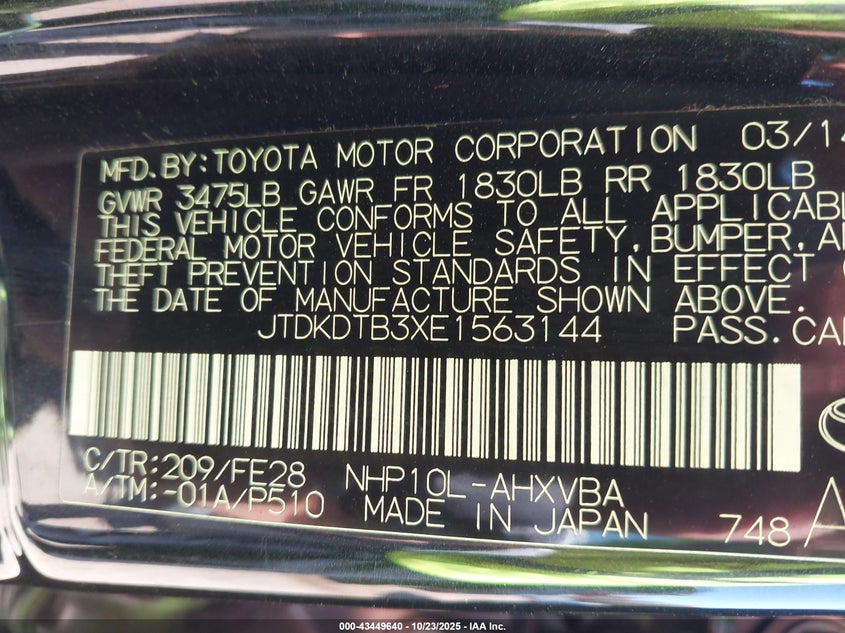 MFD.BY:TOYOTA MOTOR CORPORATION 03/14
GVWR 3475LB GAWR FR 1830LB RR 1830LB
THIS VEHICLE CONFORMS TO ALL APPLICABL
FEDERAL MOTOR VEHICLE SAFETY, BUMPER, A
THEFT PREVENTION STANDARDS IN EFFECT
THE DATE OF MANUFACTURE SHOWN ABOVE.
JTDKDTB3XE1563144 PASS.CA
C/TR:209/FE28 NHP10L-AHXVBA
A/TM:-01A/P510 MADE IN JAPAN 748
000-43449640 - 10/23/2025 - IAA Inc.